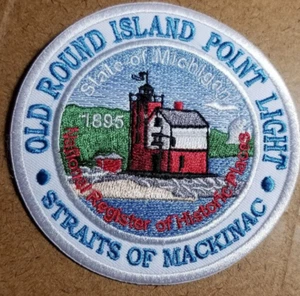 OLD ROUND ISLAND POINT LIGHT
State of Michigan
1895
National Register of Historic Places
STRAITS OF MACKINAC